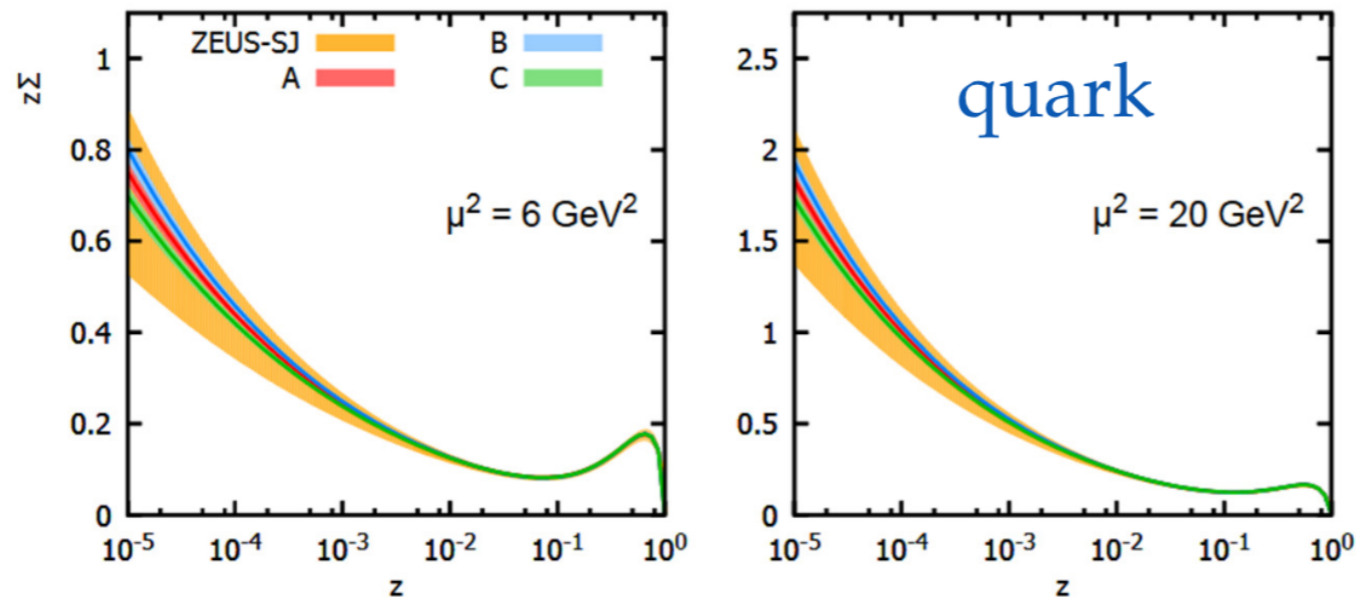 ZEUS-SJ
A
B
C
zΣ
1
0.8
0.6
0.4
0.2
0
μ² = 6 GeV²
10⁻⁵ 10⁻⁴ 10⁻³ 10⁻² 10⁻¹ 10⁰
z
quark
2.5
2
1.5
1
0.5
0
μ² = 20 GeV²
10⁻⁵ 10⁻⁴ 10⁻³ 10⁻² 10⁻¹ 10⁰
z